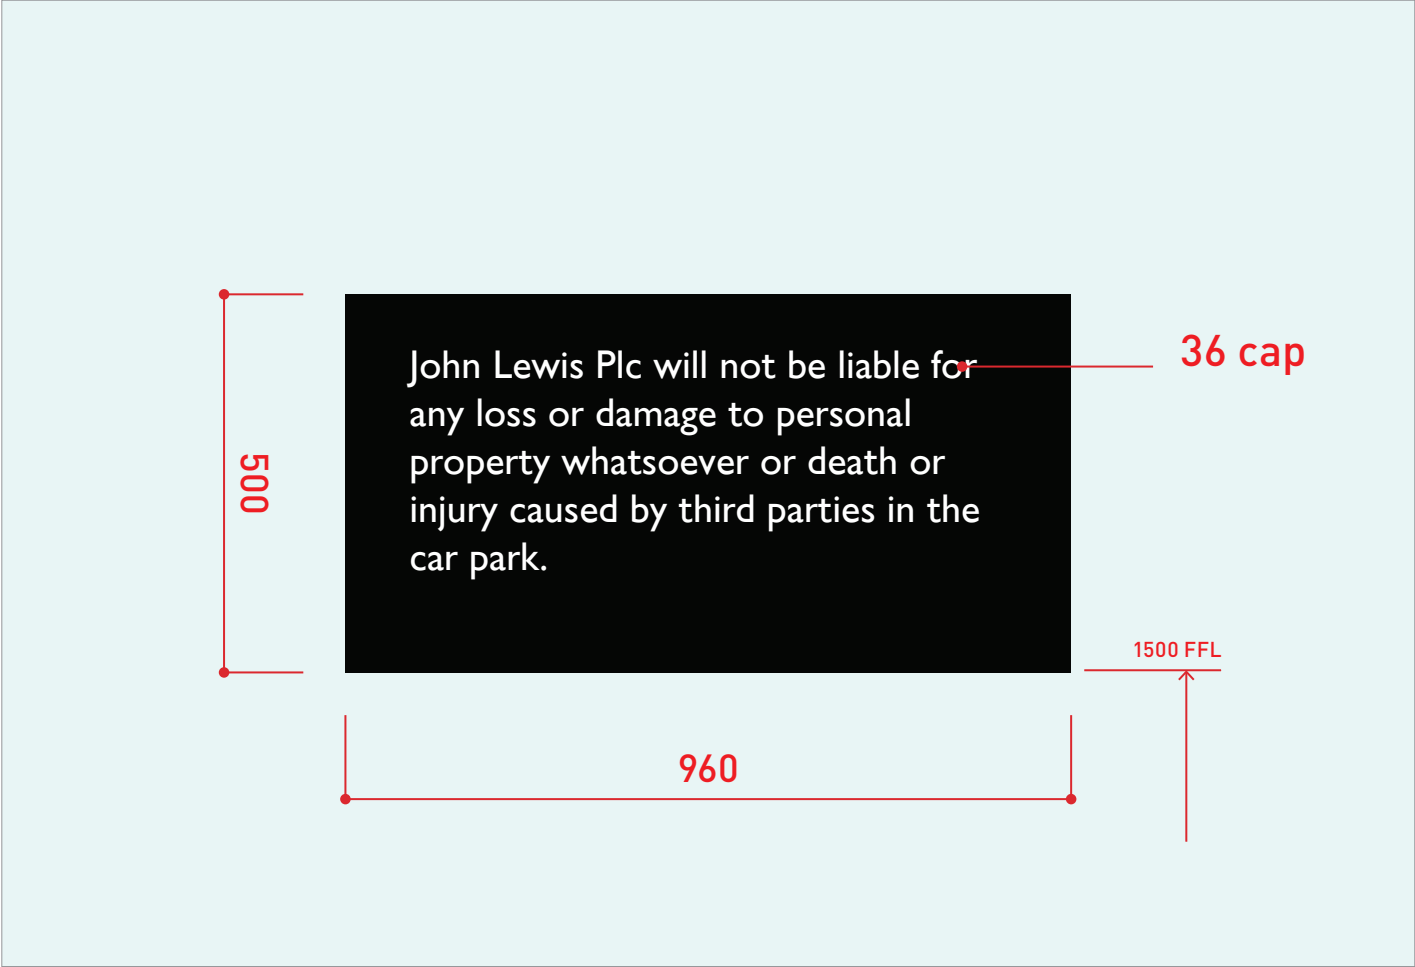 John Lewis Plc will not be liable for
any loss or damage to personal
property whatsoever or death or
injury caused by third parties in the
car park.
36 cap
500
1500 FFL
960